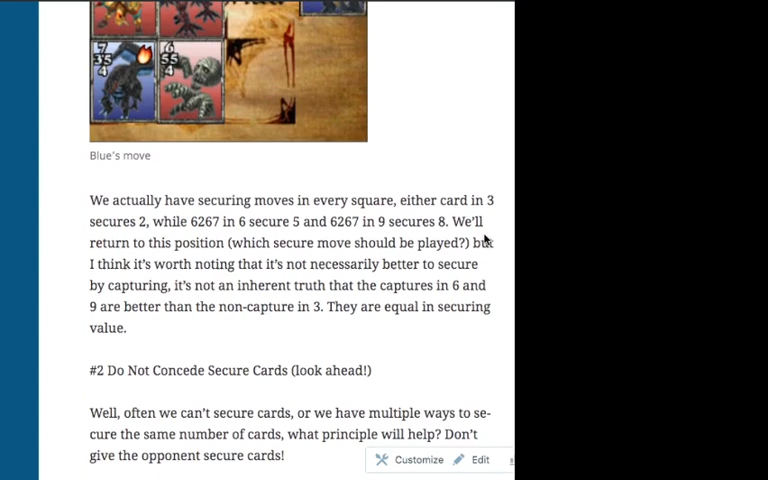 7
35
4
6
55
4
Blue's move
We actually have securing moves in every square, either card in 3
secures 2, while 6267 in 6 secure 5 and 6267 in 9 secures 8. We'll
return to this position (which secure move should be played?) but
I think it's worth noting that it's not necessarily better to secure
by capturing, it's not an inherent truth that the captures in 6 and
9 are better than the non-capture in 3. They are equal in securing
value.
#2 Do Not Concede Secure Cards (look ahead!)
Well, often we can't secure cards, or we have multiple ways to se-
cure the same number of cards, what principle will help? Don't
give the opponent secure cards!
Customize Edit